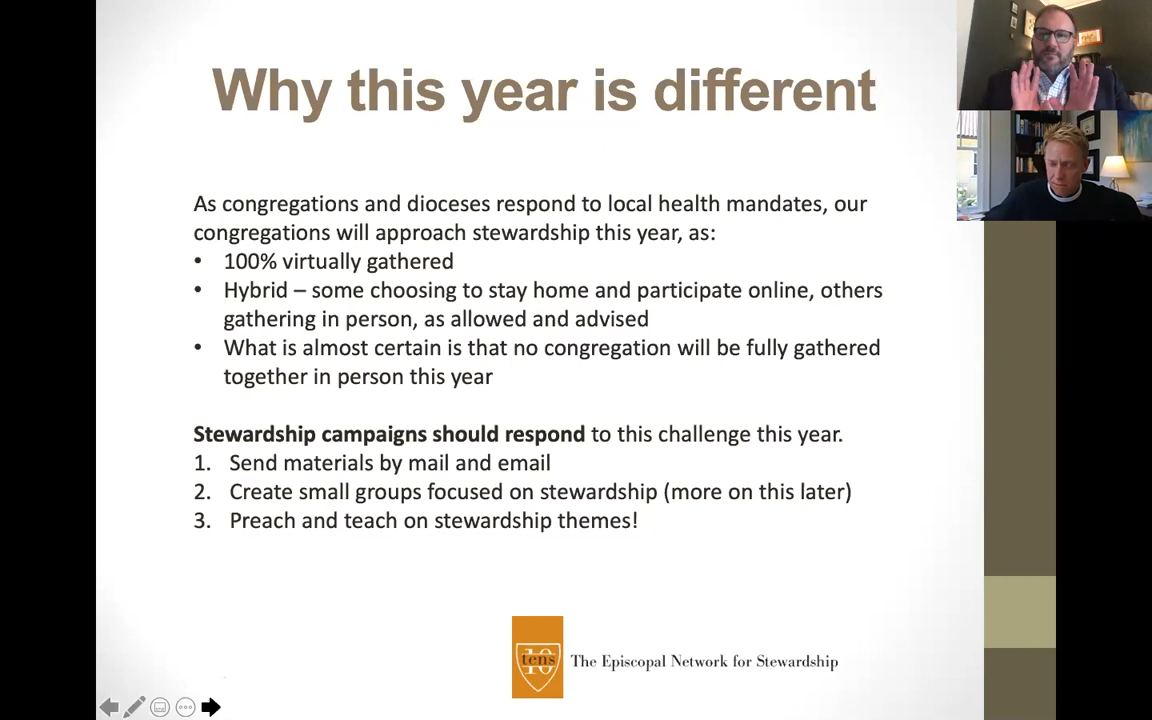 Why this year is different
As congregations and dioceses respond to local health mandates, our
congregations will approach stewardship this year, as:
• 100% virtually gathered
• Hybrid – some choosing to stay home and participate online, others
gathering in person, as allowed and advised
• What is almost certain is that no congregation will be fully gathered
together in person this year
Stewardship campaigns should respond to this challenge this year.
1. Send materials by mail and email
2. Create small groups focused on stewardship (more on this later)
3. Preach and teach on stewardship themes!
tens
10
The Episcopal Network for Stewardship